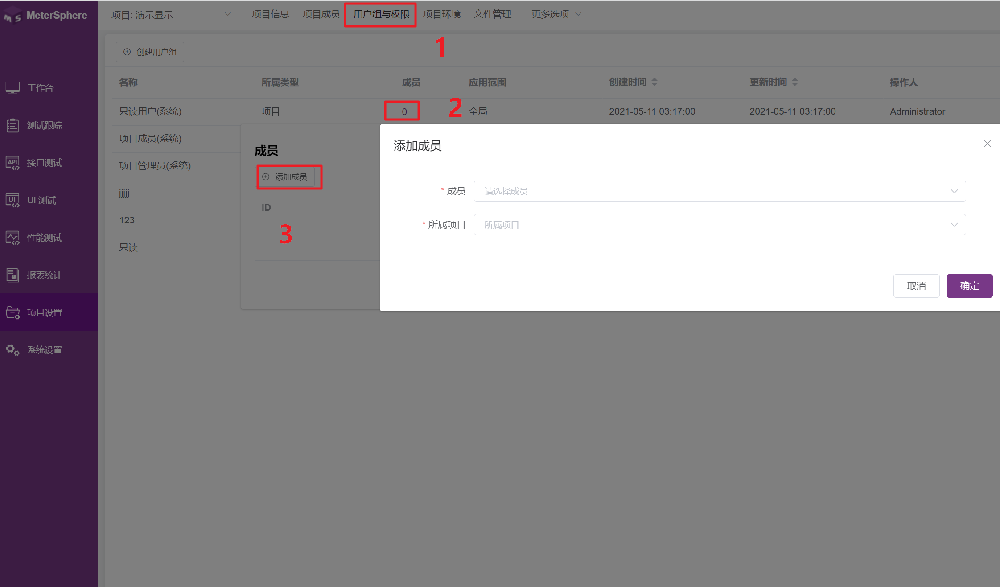 MeterSphere
项目: 演示显示
项目信息
项目成员
用户组与权限
项目环境
文件管理
更多选项
1
创建用户组
名称
所属类型
成员
应用范围
创建时间
更新时间
操作人
只读用户(系统)
项目
0
2
全局
2021-05-11 03:17:00
2021-05-11 03:17:00
Administrator
项目成员(系统)
项目管理员(系统)
jjjjj
123
只读
工作台
测试跟踪
API
接口测试
UI
UI 测试
性能测试
报表统计
项目设置
系统设置
成员
添加成员
ID
3
添加成员
* 成员
请选择成员
* 所属项目
所属项目
取消
确定